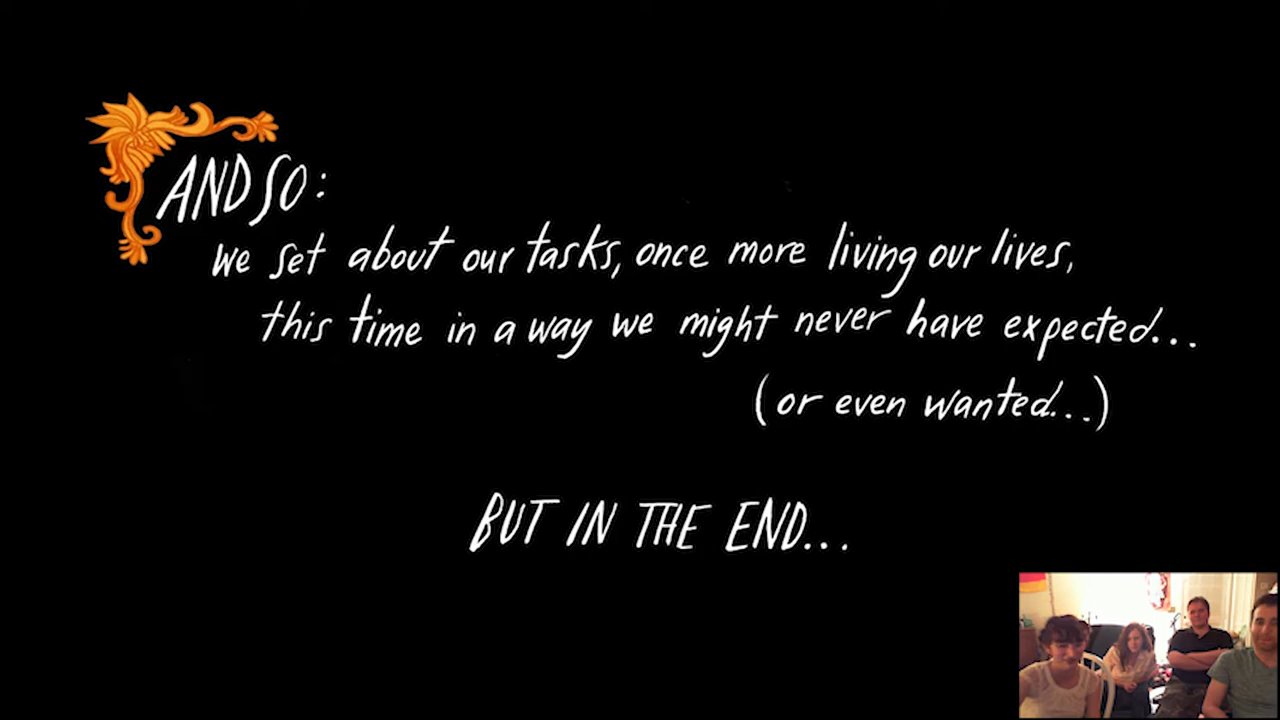 AND SO:
we set about our tasks, once more living our lives,
this time in a way we might never have expected...
(or even wanted...)
BUT IN THE END...